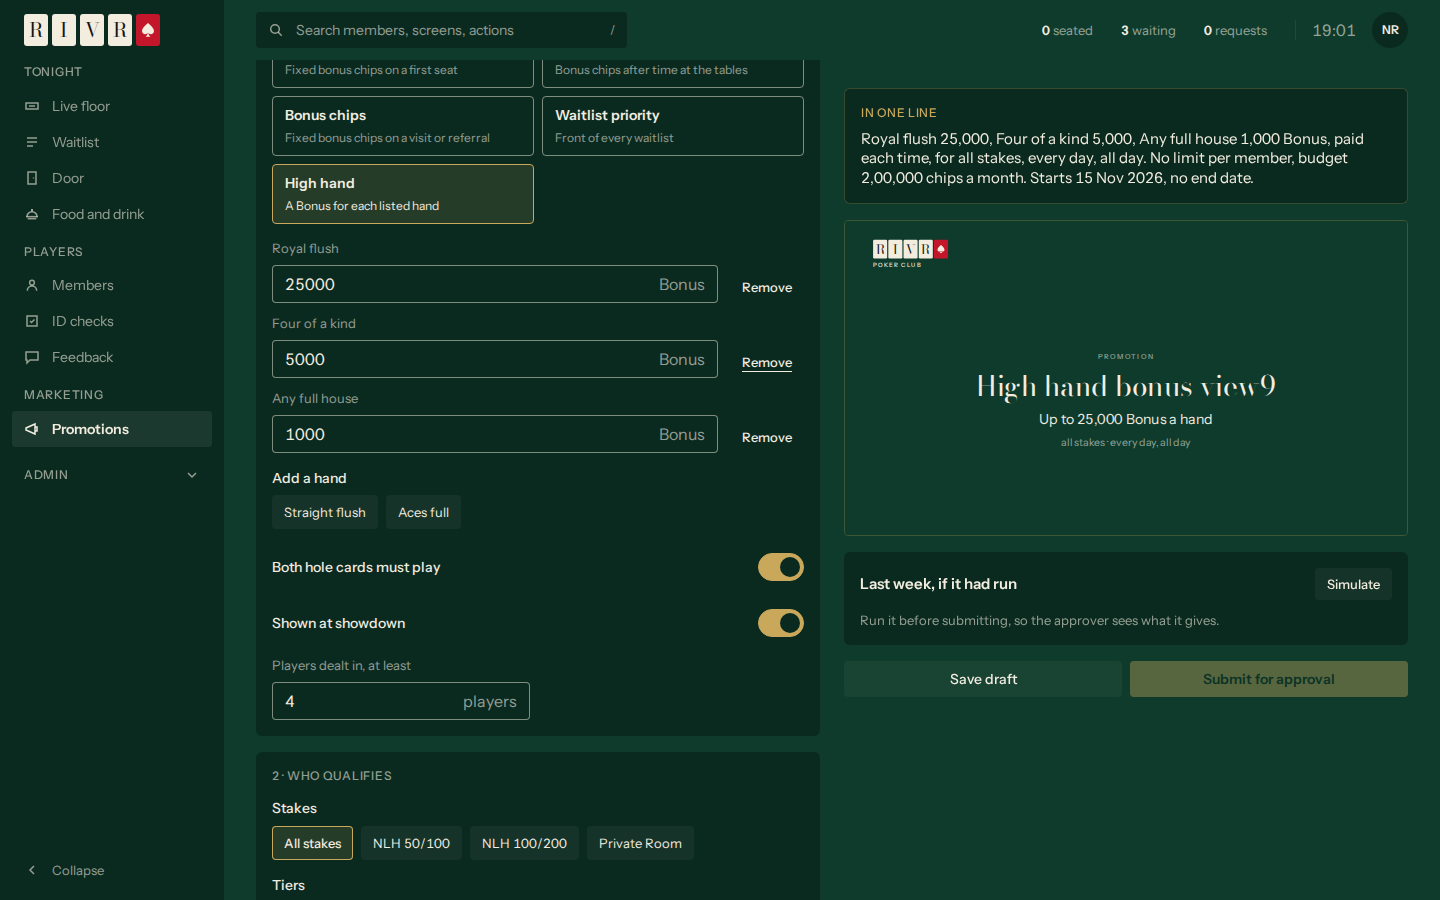 RIVR
Search members, screens, actions /
0 seated 3 waiting 0 requests 19:01 NR
TONIGHT
Live floor
Waitlist
Door
Food and drink
PLAYERS
Members
ID checks
Feedback
MARKETING
Promotions
ADMIN
Collapse
Fixed bonus chips on a first seat
Bonus chips after time at the tables
Bonus chips
Fixed bonus chips on a visit or referral
Waitlist priority
Front of every waitlist
High hand
A Bonus for each listed hand
Royal flush
25000 Bonus Remove
Four of a kind
5000 Bonus Remove
Any full house
1000 Bonus Remove
Add a hand
Straight flush Aces full
Both hole cards must play
Shown at showdown
Players dealt in, at least
4 players
2 · WHO QUALIFIES
Stakes
All stakes NLH 50/100 NLH 100/200 Private Room
Tiers
IN ONE LINE
Royal flush 25,000, Four of a kind 5,000, Any full house 1,000 Bonus, paid
each time, for all stakes, every day, all day. No limit per member, budget
2,00,000 chips a month. Starts 15 Nov 2026, no end date.
RIVR
POKER CLUB
PROMOTION
High hand bonus view9
Up to 25,000 Bonus a hand
all stakes · every day, all day
Last week, if it had run Simulate
Run it before submitting, so the approver sees what it gives.
Save draft Submit for approval